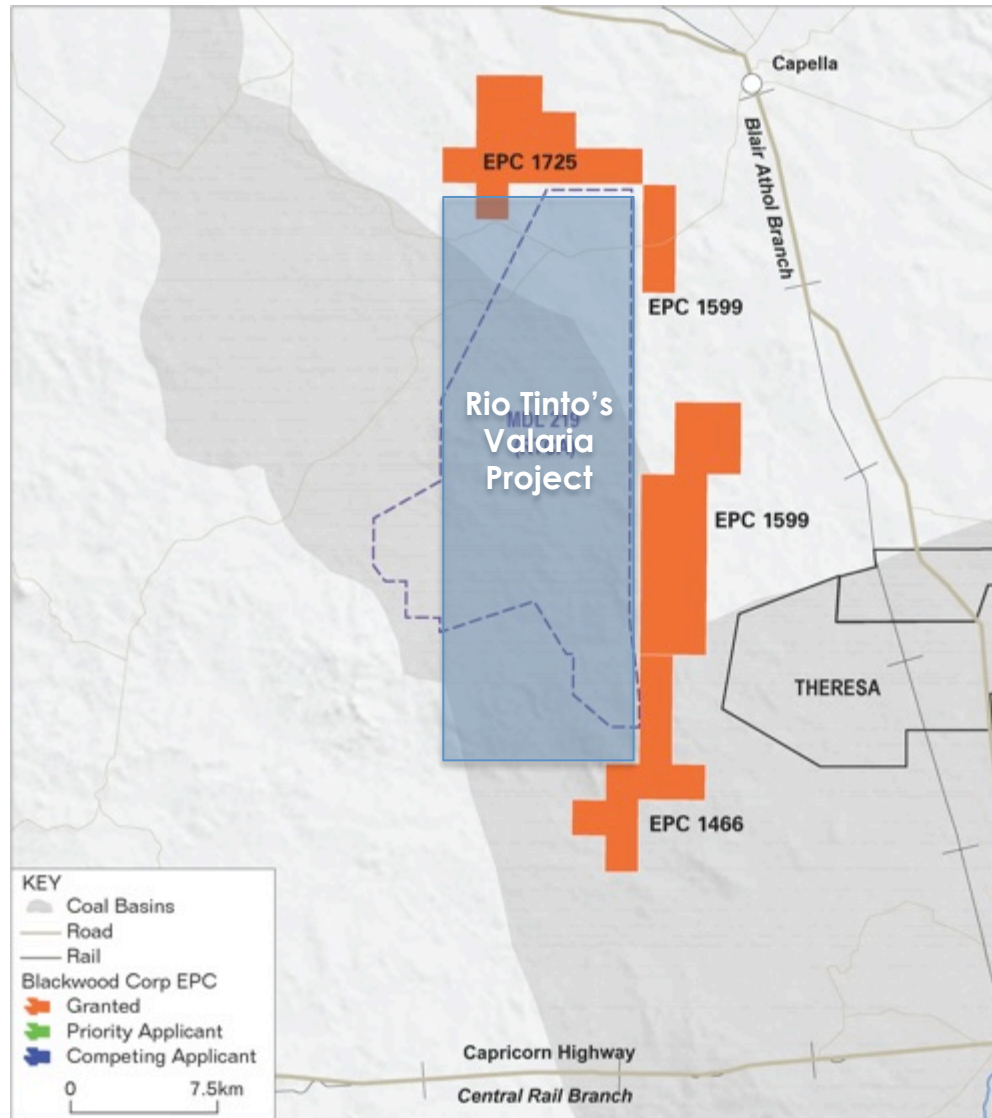 Capella
EPC 1725
Blair Athol Branch
EPC 1599
Rio Tinto’s
MDL 219
Valaria
Project
EPC 1599
THERESA
EPC 1466
KEY
Coal Basins
Road
Rail
Blackwood Corp EPC
Granted
Priority Applicant
Competing Applicant
0 7.5km
Capricorn Highway
Central Rail Branch